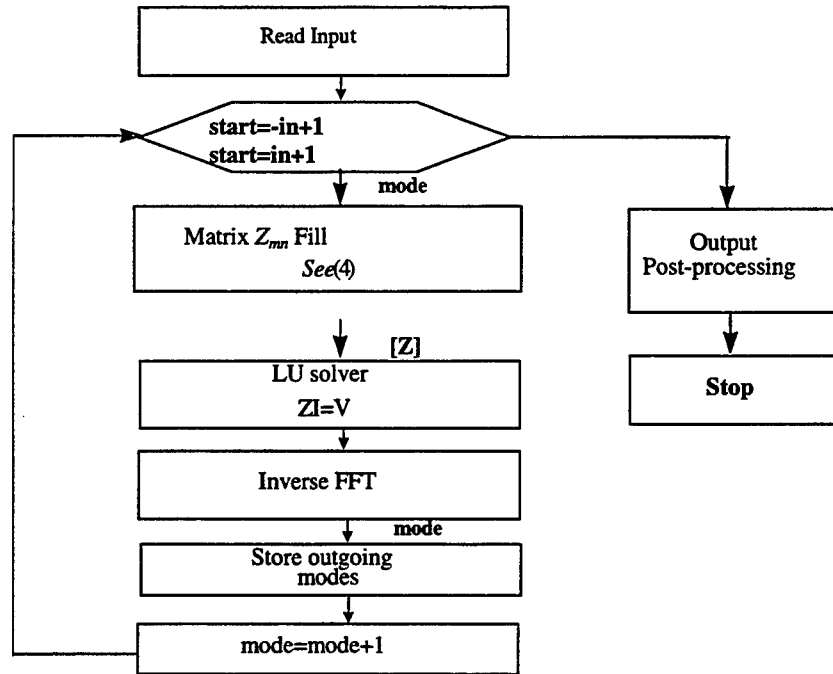 Read Input
start=-in+1
start=in+1
mode
Matrix Zmn Fill
See(4)
[Z]
LU solver
ZI=V
Inverse FFT
mode
Store outgoing
modes
mode=mode+1
Output
Post-processing
Stop